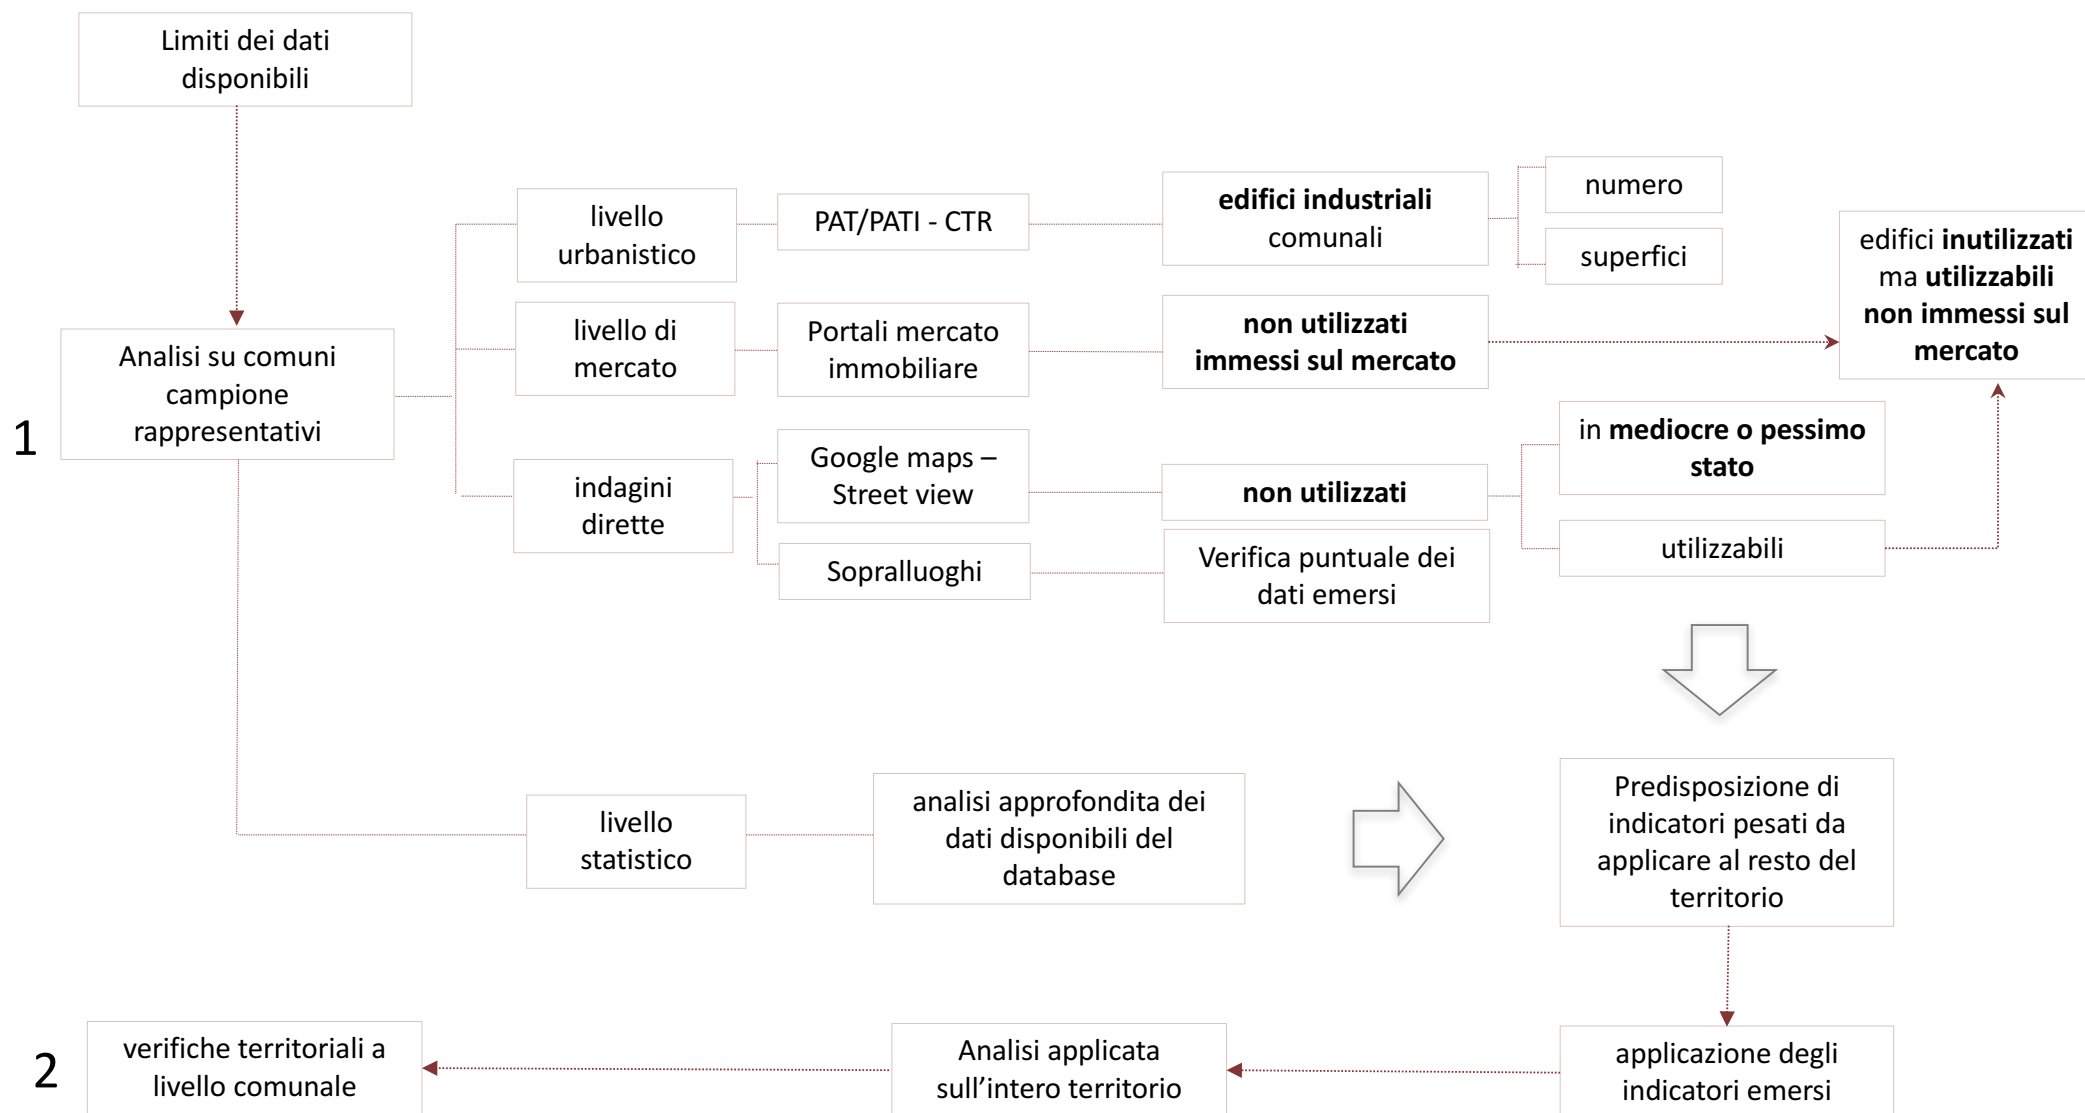 Limiti dei dati
disponibili
1
Analisi su comuni
campione
rappresentativi
livello
urbanistico
PAT/PATI - CTR
edifici industriali
comunali
numero
superfici
livello di
mercato
Portali mercato
immobiliare
non utilizzati
immessi sul mercato
edifici inutilizzati
ma utilizzabili
non immessi sul
mercato
indagini
dirette
Google maps –
Street view
non utilizzati
in mediocre o pessimo
stato
utilizzabili
Sopralluoghi
Verifica puntuale dei
dati emersi
livello
statistico
analisi approfondita dei
dati disponibili del
database
Predisposizione di
indicatori pesati da
applicare al resto del
territorio
2
verifiche territoriali a
livello comunale
Analisi applicata
sull’intero territorio
applicazione degli
indicatori emersi